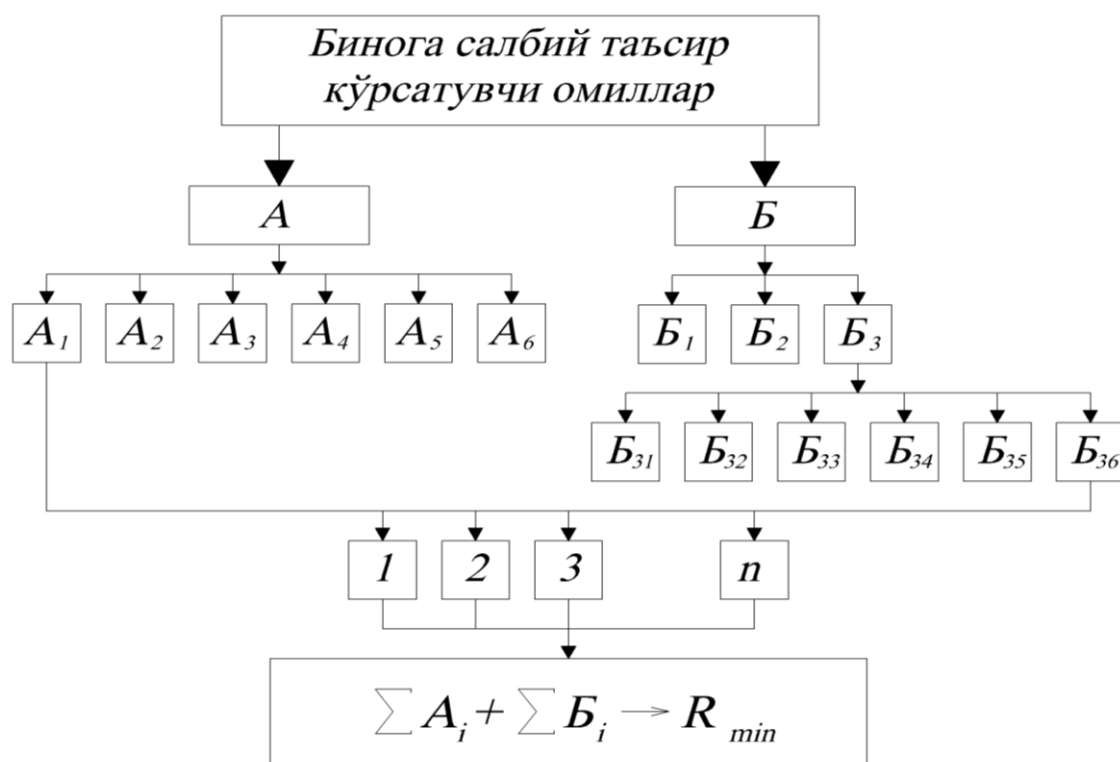 Бинога салбий таъсир
кўрсатувчи омиллар
А
Б
А₁ А₂ А₃ А₄ А₅ А₆
Б₁ Б₂ Б₃
Б₃₁ Б₃₂ Б₃₃ Б₃₄ Б₃₅ Б₃₆
1 2 3 n
∑Аᵢ + ∑Бᵢ → R min